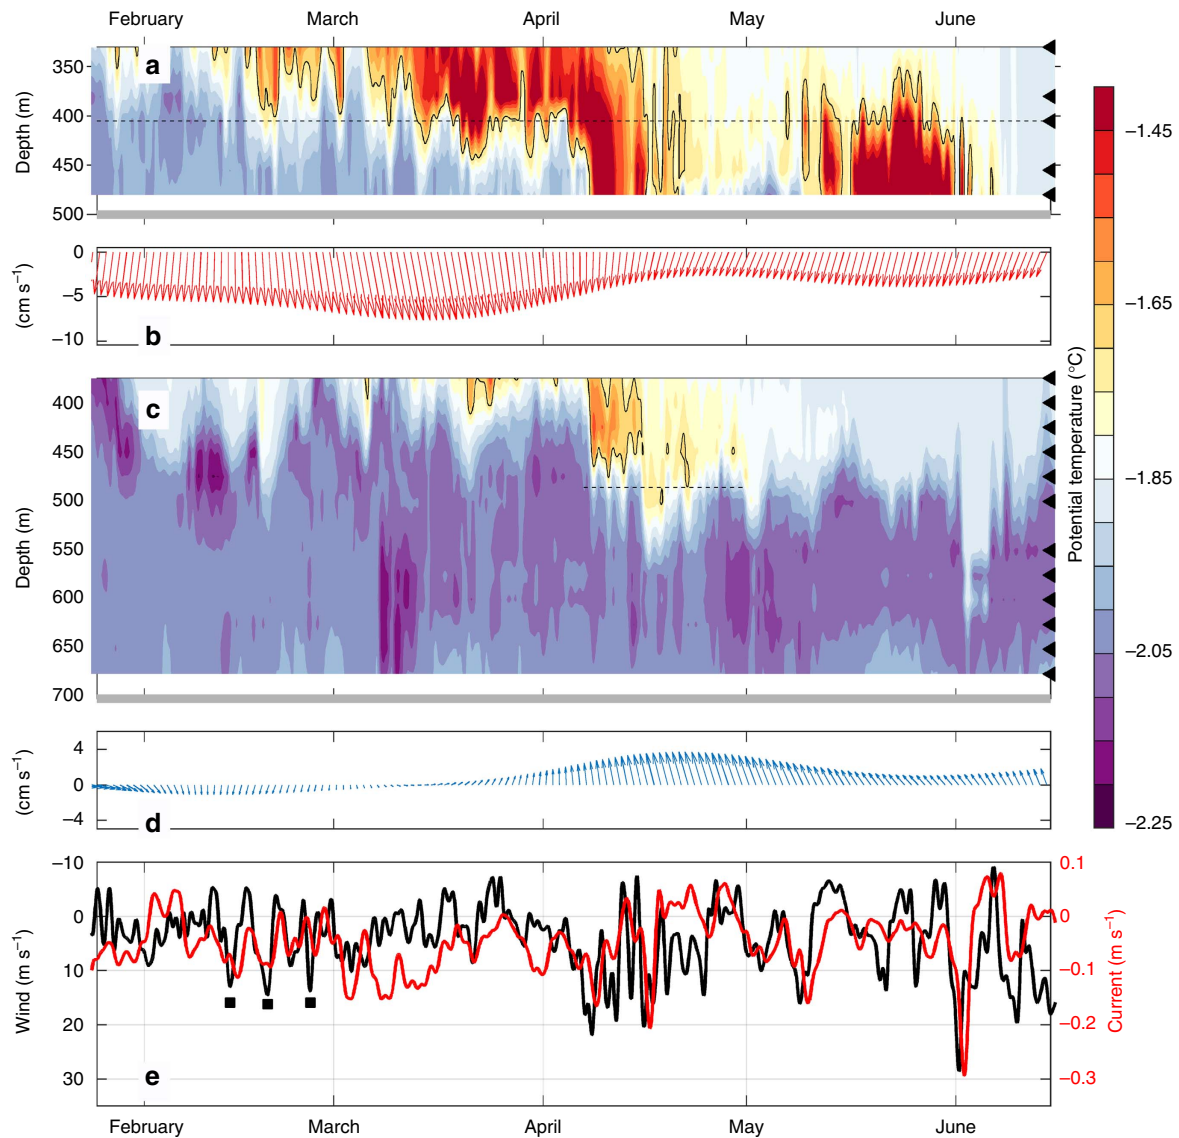 February March April May June
a
350
400
450
500
Depth (m)
b
0
−5
−10
(cm s⁻¹)
c
400
450
500
550
600
650
700
Depth (m)
d
4
0
−4
(cm s⁻¹)
e
−10
0
10
20
30
Wind (m s⁻¹)
0.1
0
−0.1
−0.2
−0.3
Current (m s⁻¹)
February March April May June
−1.45
−1.65
−1.85
−2.05
−2.25
Potential temperature (°C)